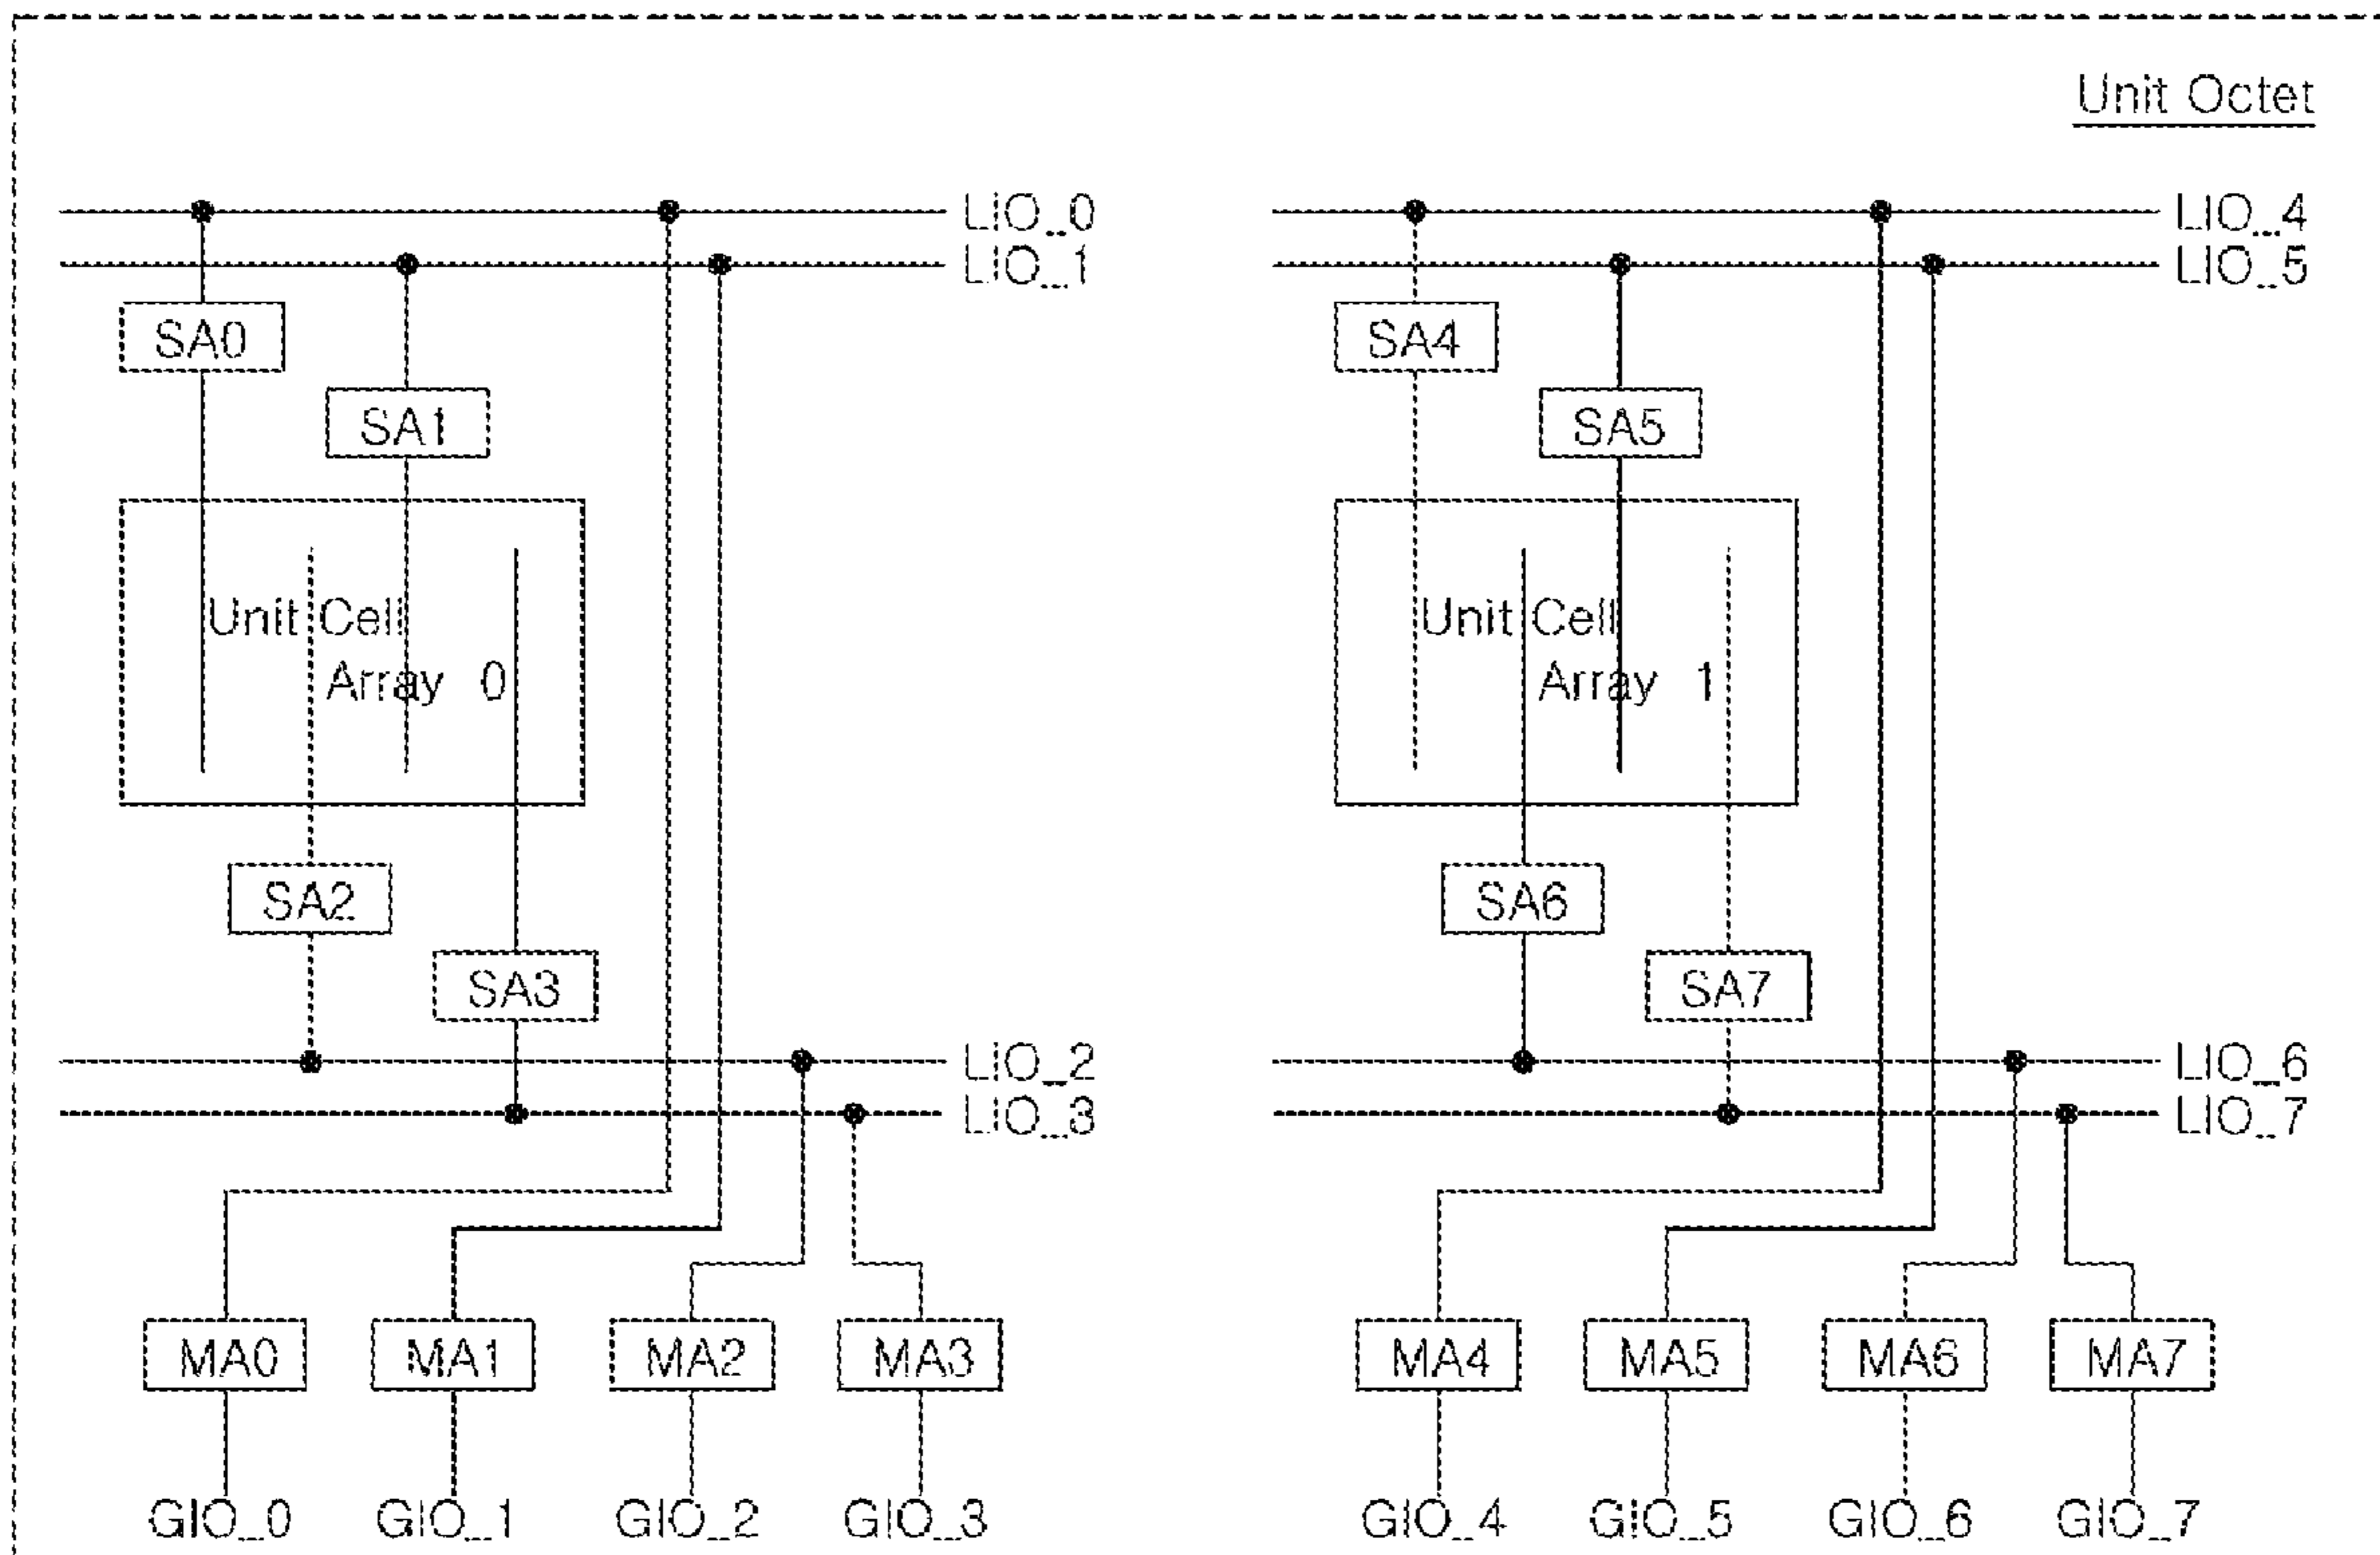 Unit Octet
LIO_0
LIO_4
LIO_1
LIO_5
SA0
SA4
SA1
SA5
Unit Cell
Array 0
Unit Cell
Array 1
SA2
SA6
SA3
SA7
LIO_2
LIO_6
LIO_3
LIO_7
MA0
MA1
MA2
MA3
MA4
MA5
MA6
MA7
GIO_0
GIO_1
GIO_2
GIO_3
GIO_4
GIO_5
GIO_6
GIO_7